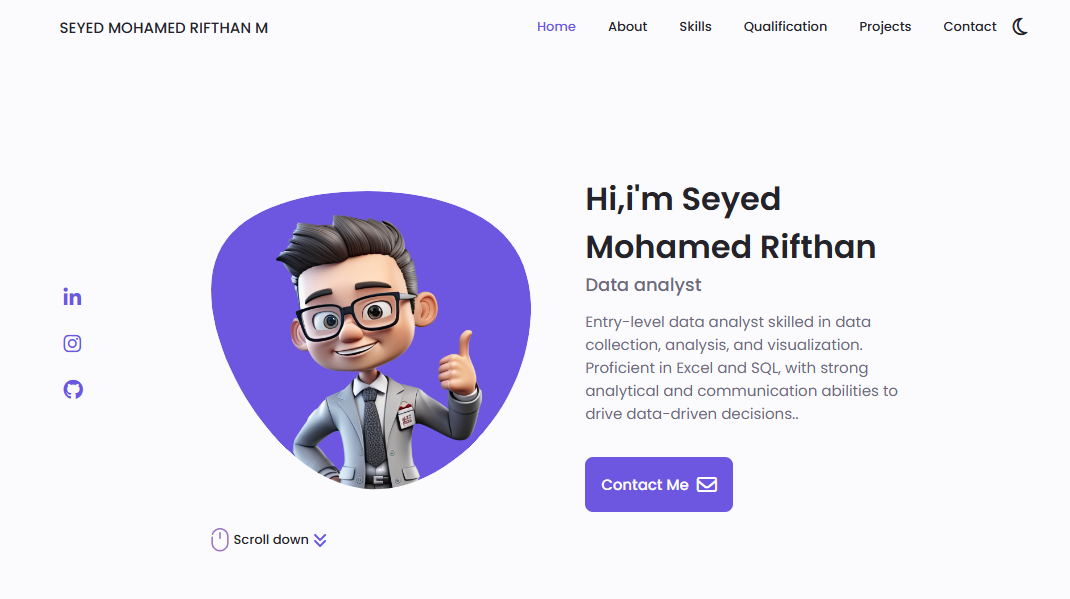 SEYED MOHAMED RIFTHAN M
Home About Skills Qualification Projects Contact
Hi,i'm Seyed
Mohamed Rifthan
Data analyst
Entry-level data analyst skilled in data
collection, analysis, and visualization.
Proficient in Excel and SQL, with strong
analytical and communication abilities to
drive data-driven decisions..
Contact Me
in
Scroll down